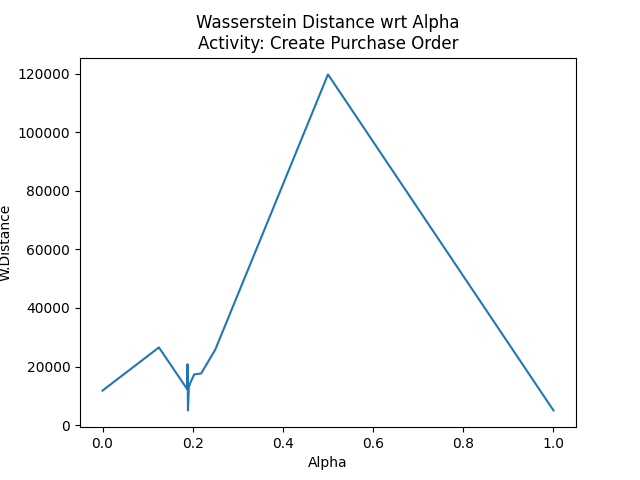 Wasserstein Distance wrt Alpha
Activity: Create Purchase Order
120000
100000
80000
60000
40000
20000
0
W.Distance
0.0 0.2 0.4 0.6 0.8 1.0
Alpha